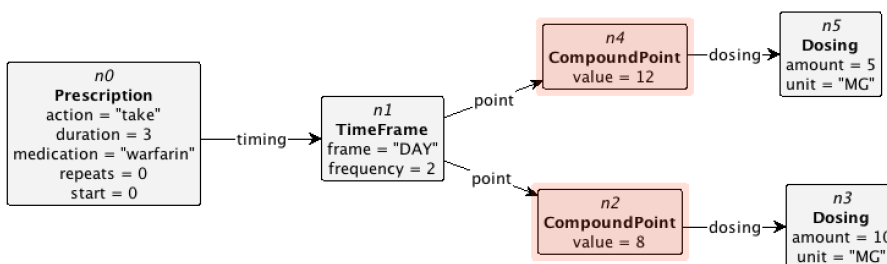 n0
Prescription
action = "take"
duration = 3
medication = "warfarin"
repeats = 0
start = 0
timing
n1
TimeFrame
frame = "DAY"
frequency = 2
point
point
n4
CompoundPoint
value = 12
dosing
n5
Dosing
amount = 5
unit = "MG"
n2
CompoundPoint
value = 8
dosing
n3
Dosing
amount = 10
unit = "MG"